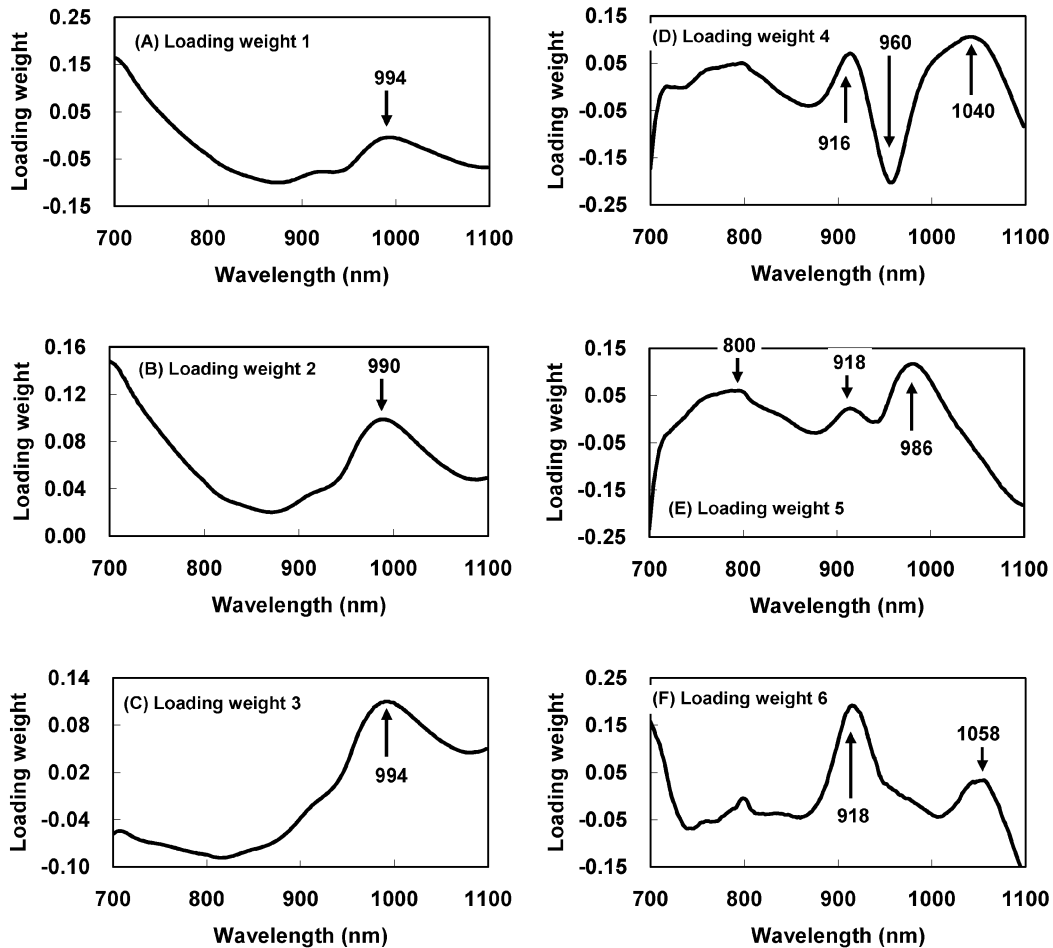 (A) Loading weight 1
Loading weight
0.25
0.15
0.05
-0.05
-0.15
994
700 800 900 1000 1100
Wavelength (nm)
(B) Loading weight 2
Loading weight
0.16
0.12
0.08
0.04
0.00
990
700 800 900 1000 1100
Wavelength (nm)
(C) Loading weight 3
Loading weight
0.14
0.08
0.02
-0.04
-0.10
994
700 800 900 1000 1100
Wavelength (nm)
(D) Loading weight 4
Loading weight
0.15
0.05
-0.05
-0.15
-0.25
960
916
1040
700 800 900 1000 1100
Wavelength (nm)
Loading weight
0.15
0.05
-0.05
-0.15
-0.25
800
918
986
(E) Loading weight 5
700 800 900 1000 1100
Wavelength (nm)
(F) Loading weight 6
Loading weight
0.25
0.15
0.05
-0.05
-0.15
1058
918
700 800 900 1000 1100
Wavelength (nm)